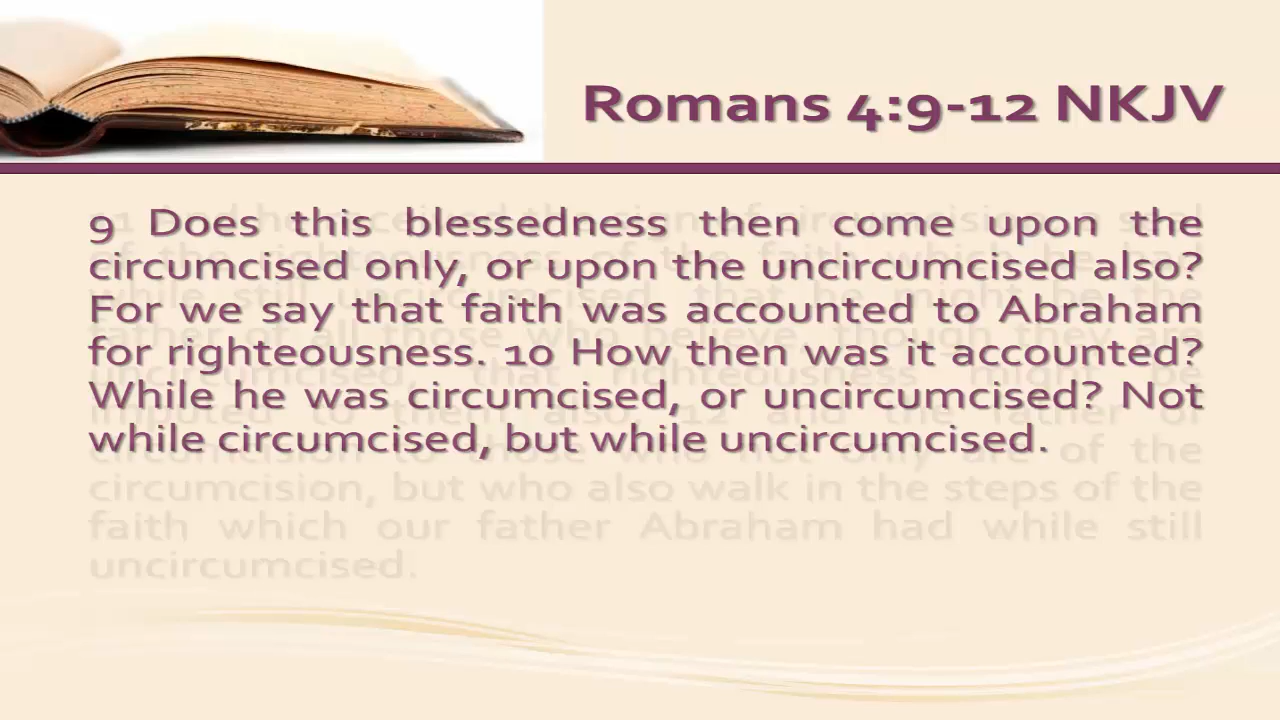 Romans 4:9-12 NKJV
9 Does this blessedness then come upon the
circumcised only, or upon the uncircumcised also?
For we say that faith was accounted to Abraham
for righteousness. 10 How then was it accounted?
While he was circumcised, or uncircumcised? Not
while circumcised, but while uncircumcised.
circumcision, but who also walk in the steps of the
faith which our father Abraham had while still
uncircumcised.